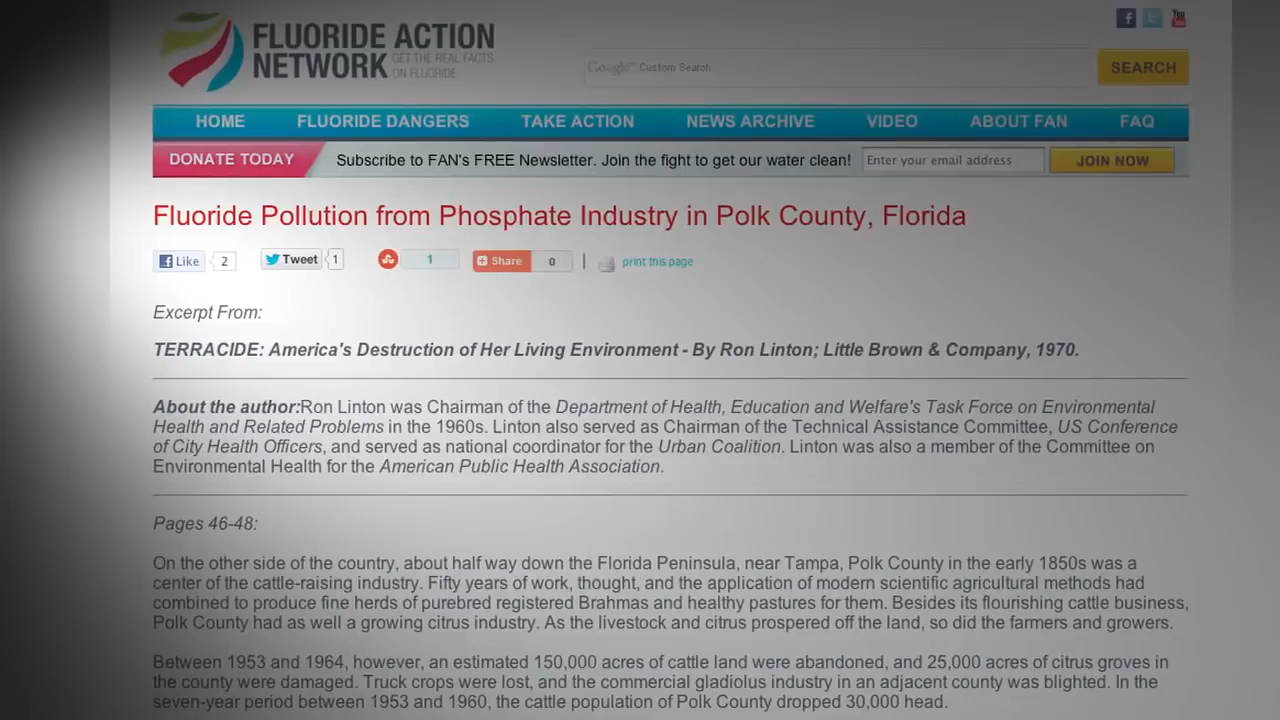 FLUORIDE ACTION
NETWORK GET THE REAL FACTS
ON FLUORIDE
Google™ Custom Search
SEARCH
HOME FLUORIDE DANGERS TAKE ACTION NEWS ARCHIVE VIDEO ABOUT FAN FAQ
DONATE TODAY Subscribe to FAN's FREE Newsletter. Join the fight to get our water clean! Enter your email address JOIN NOW
Fluoride Pollution from Phosphate Industry in Polk County, Florida
Like 2 Tweet 1 1 Share 0 | print this page
Excerpt From:
TERRACIDE: America's Destruction of Her Living Environment - By Ron Linton; Little Brown & Company, 1970.
About the author:Ron Linton was Chairman of the Department of Health, Education and Welfare's Task Force on Environmental
Health and Related Problems in the 1960s. Linton also served as Chairman of the Technical Assistance Committee, US Conference
of City Health Officers, and served as national coordinator for the Urban Coalition. Linton was also a member of the Committee on
Environmental Health for the American Public Health Association.
Pages 46-48:
On the other side of the country, about half way down the Florida Peninsula, near Tampa, Polk County in the early 1850s was a
center of the cattle-raising industry. Fifty years of work, thought, and the application of modern scientific agricultural methods had
combined to produce fine herds of purebred registered Brahmas and healthy pastures for them. Besides its flourishing cattle business,
Polk County had as well a growing citrus industry. As the livestock and citrus prospered off the land, so did the farmers and growers.
Between 1953 and 1964, however, an estimated 150,000 acres of cattle land were abandoned, and 25,000 acres of citrus groves in
the county were damaged. Truck crops were lost, and the commercial gladiolus industry in an adjacent county was blighted. In the
seven-year period between 1953 and 1960, the cattle population of Polk County dropped 30,000 head.